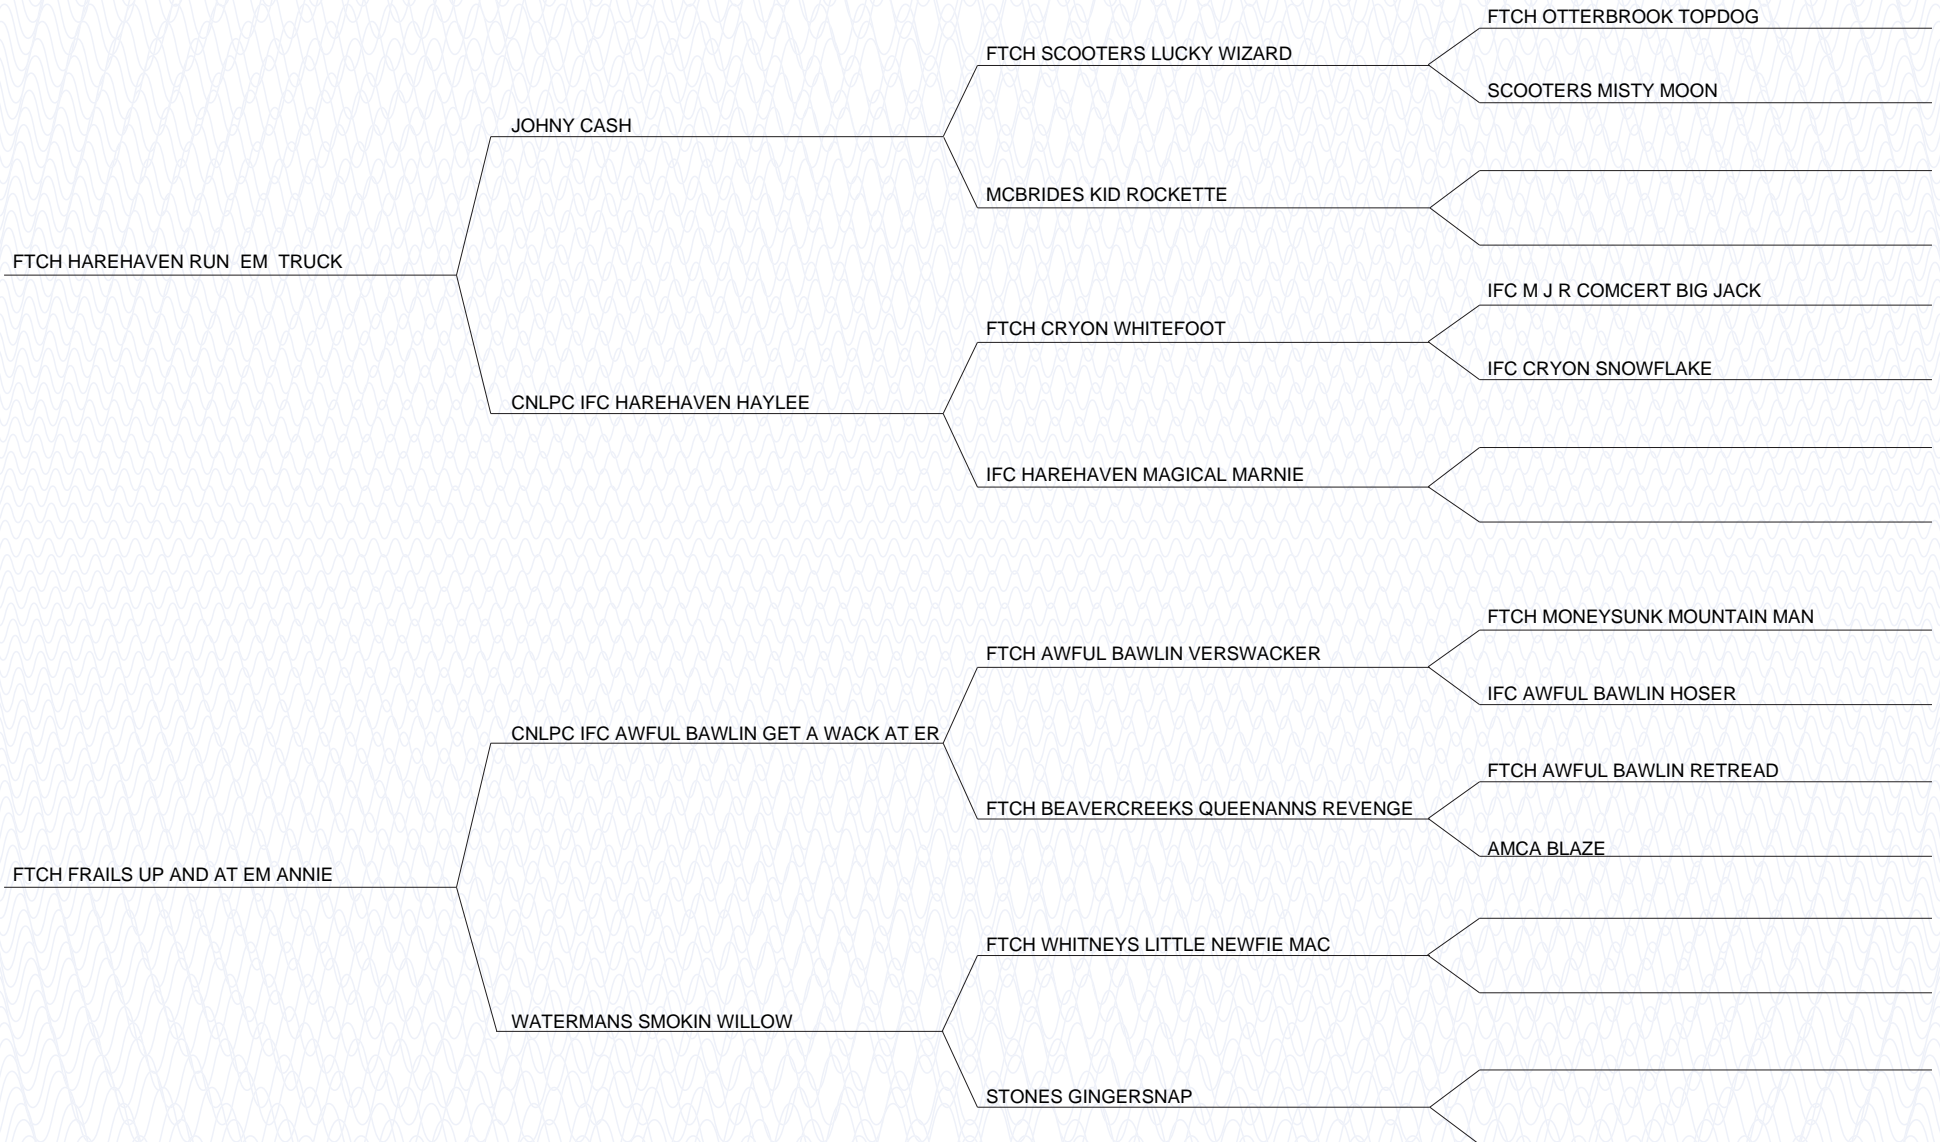 FTCH OTTERBROOK TOPDOG
FTCH SCOOTERS LUCKY WIZARD
SCOOTERS MISTY MOON
JOHNY CASH
MCBRIDES KID ROCKETTE
FTCH HAREHAVEN RUN  EM  TRUCK
IFC M J R COMCERT BIG JACK
FTCH CRYON WHITEFOOT
IFC CRYON SNOWFLAKE
CNLPC IFC HAREHAVEN HAYLEE
IFC HAREHAVEN MAGICAL MARNIE
FTCH MONEYSUNK MOUNTAIN MAN
FTCH AWFUL BAWLIN VERSWACKER
IFC AWFUL BAWLIN HOSER
CNLPC IFC AWFUL BAWLIN GET A WACK AT ER
FTCH AWFUL BAWLIN RETREAD
FTCH BEAVERCREEKS QUEENANNS REVENGE
AMCA BLAZE
FTCH FRAILS UP AND AT EM ANNIE
FTCH WHITNEYS LITTLE NEWFIE MAC
WATERMANS SMOKIN WILLOW
STONES GINGERSNAP